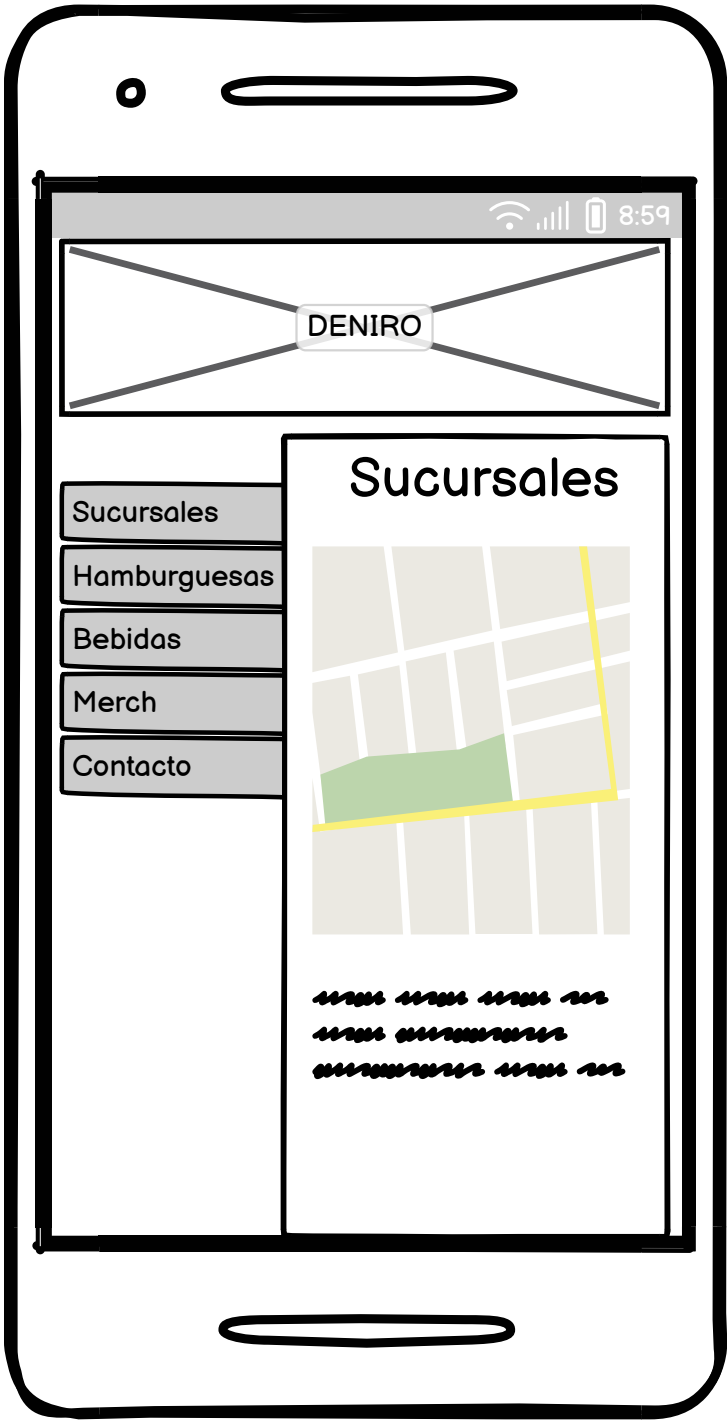 8:59
DENIRO
Sucursales
Sucursales
Hamburguesas
Bebidas
Merch
Contacto